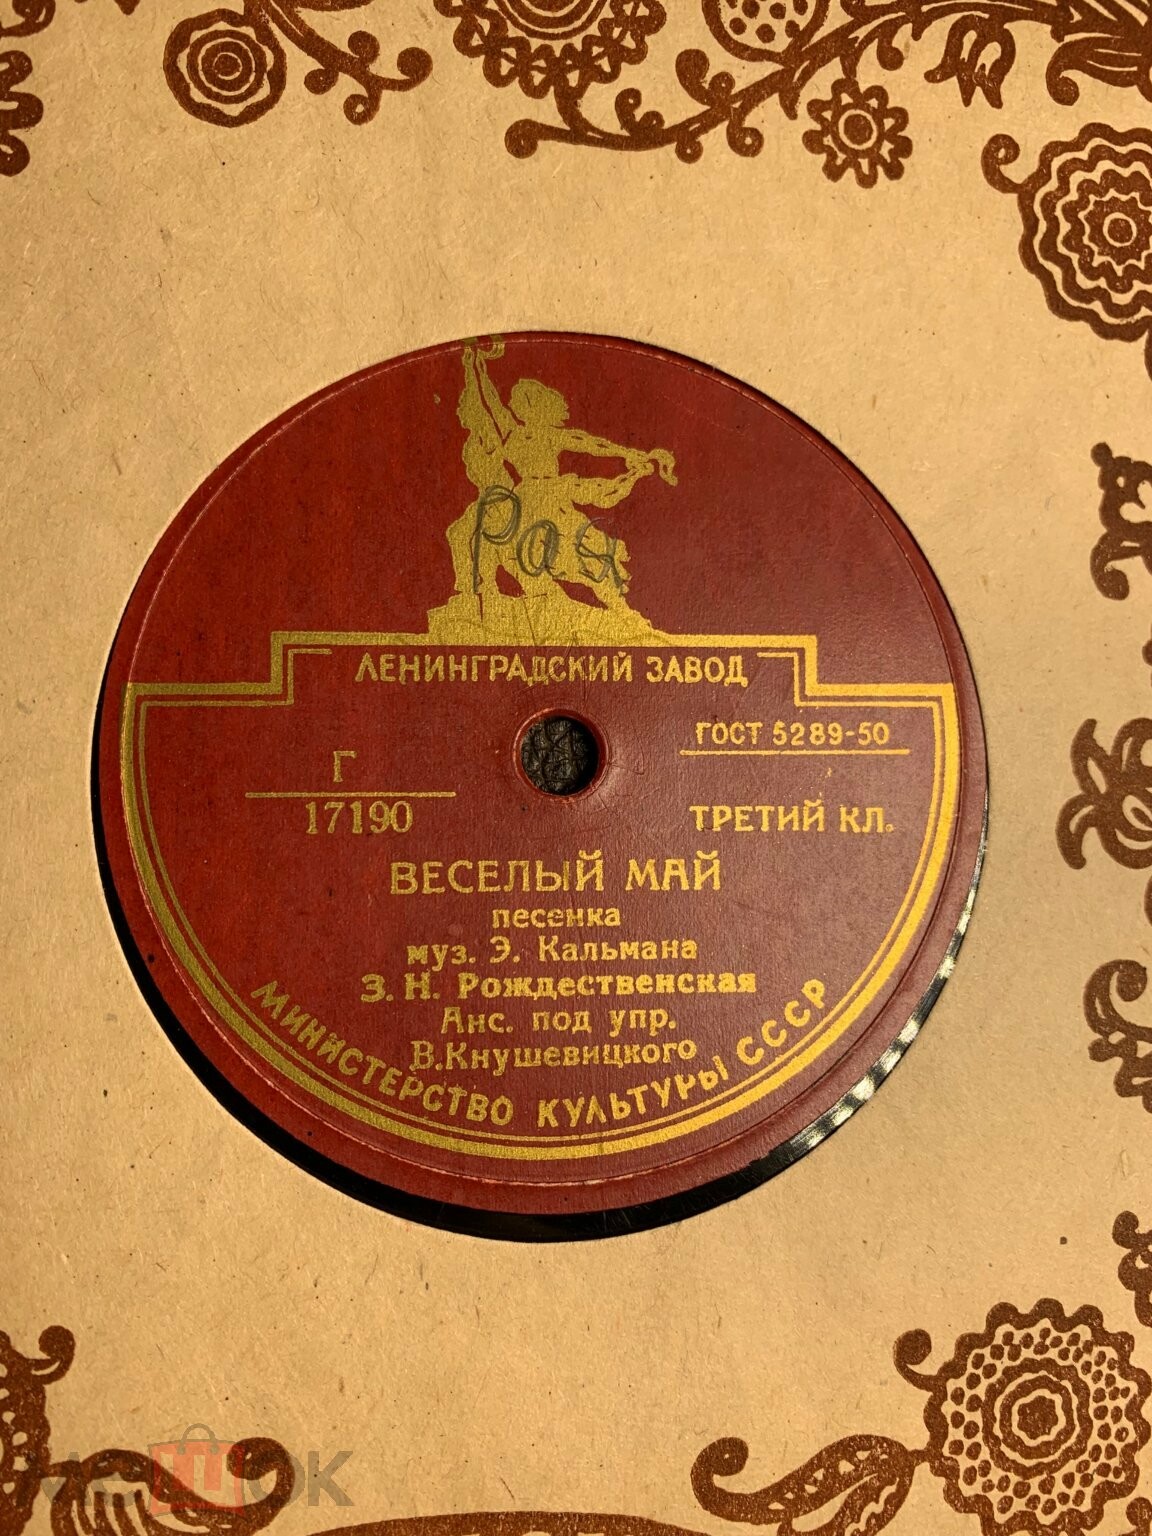 Рая
ЛЕНИНГРАДСКИЙ ЗАВОД
ГОСТ 5289-50
Г
17190
ТРЕТИЙ КЛ.
ВЕСЕЛЫЙ МАЙ
песенка
муз. Э. Кальмана
З. Н. Рождественская
Анс. под упр.
В.Кнушевицкого
МИНИСТЕРСТВО КУЛЬТУРЫ СССР
МЕШОК